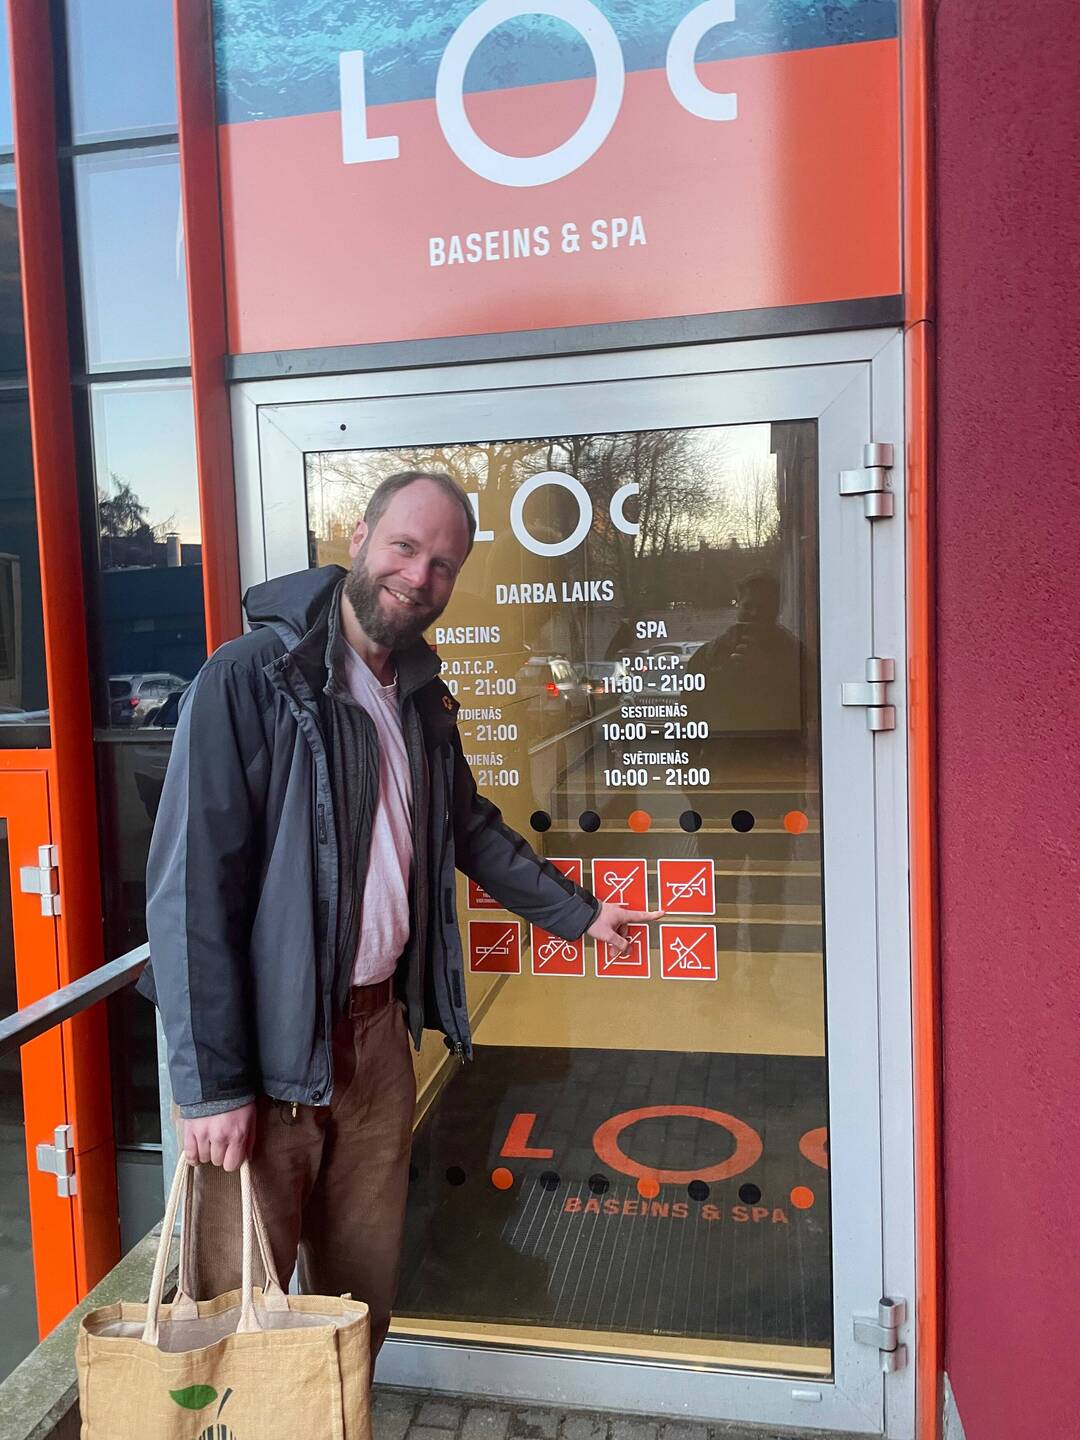 LOC
BASEINS & SPA
LOC
DARBA LAIKS
BASEINS
P.O.T.C.P.
- 21:00
- 21:00
21:00
SPA
P.O.T.C.P.
11:00 - 21:00
SESTDIENĀS
10:00 - 21:00
SVĒTDIENĀS
10:00 - 21:00
LOC
BASEINS & SPA